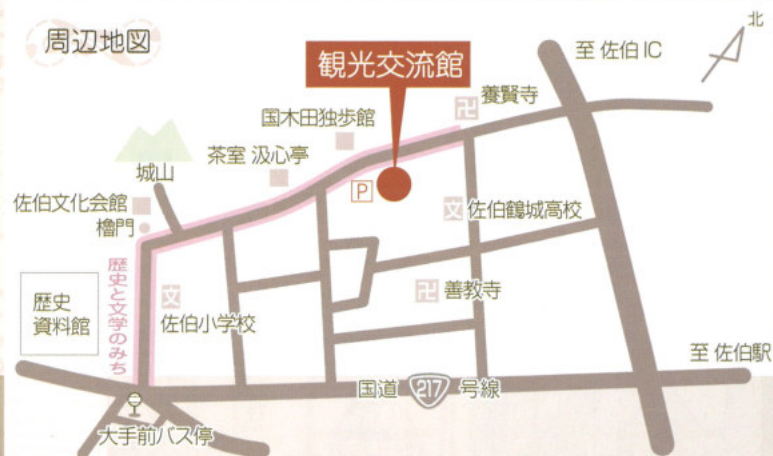 周辺地図
北
観光交流館
至 佐伯 IC
卍 養賢寺
国木田独歩館
茶室 汲心亭
城山
P
佐伯文化会館
文 佐伯鶴城高校
櫓門
歴史と文学のみち
卍 善教寺
歴史
資料館
文
佐伯小学校
至 佐伯駅
国道 217 号線
大手前バス停